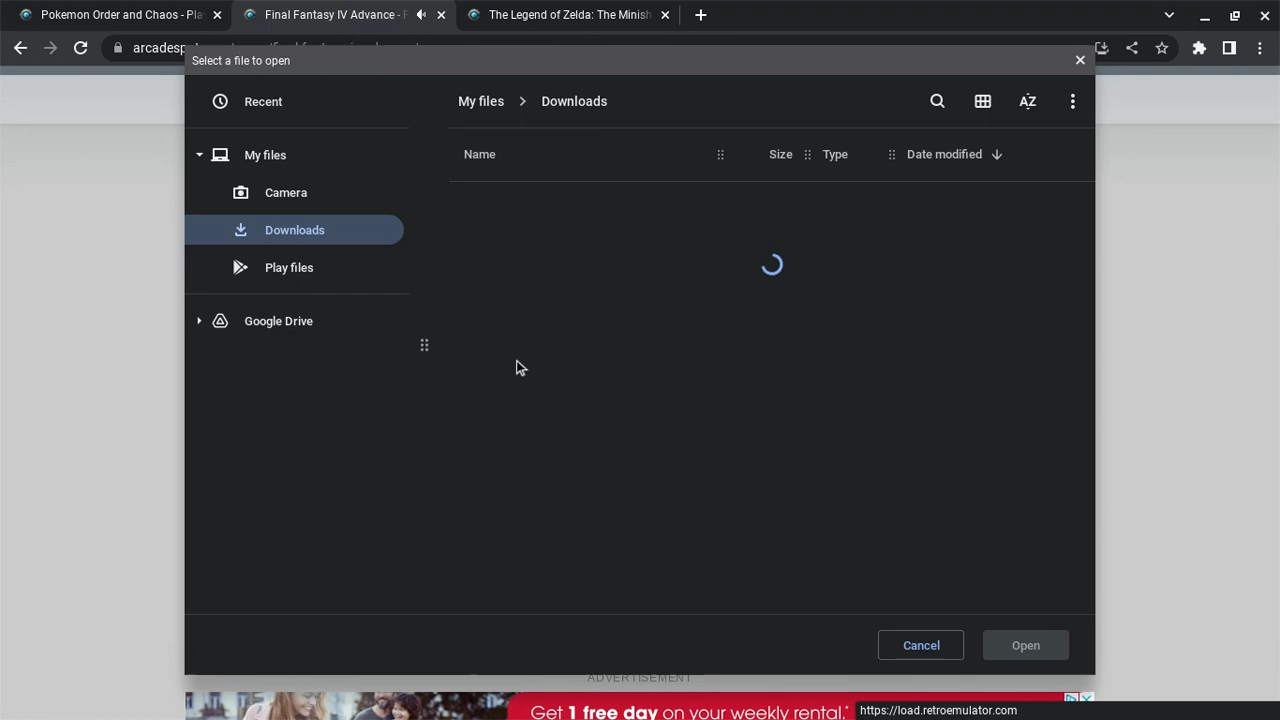 Pokemon Order and Chaos - Pla
Final Fantasy IV Advance - P
The Legend of Zelda: The Minish
Select a file to open
Recent
My files
Camera
Downloads
Play files
Google Drive
My files > Downloads
AZ
Name
Size
Type
Date modified
Cancel
Open
ADVERTISEMENT
Get 1 free day on your weekly rental.*
https://load.retroemulator.com